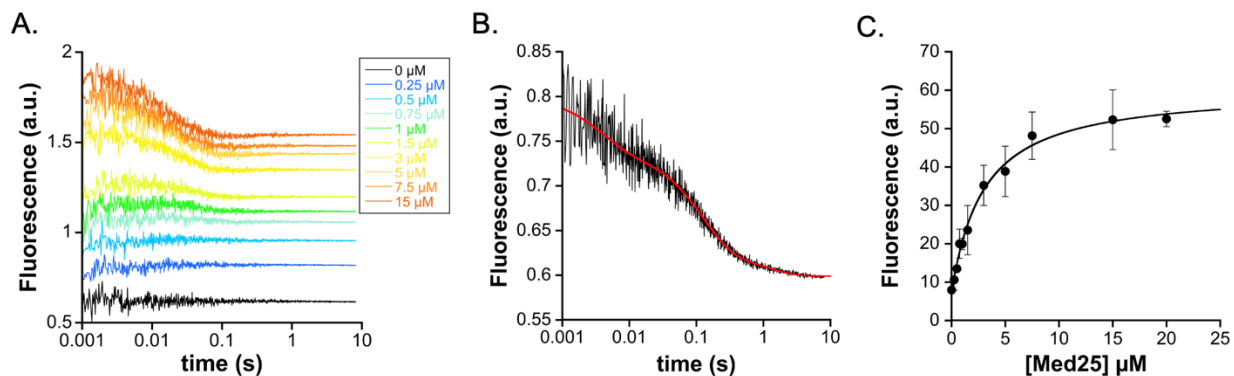 A.
Fluorescence (a.u.)
2
1.5
1
0.5
0.001
0.01
0.1
1
10
time (s)
0 µM
0.25 µM
0.5 µM
0.75 µM
1 µM
1.5 µM
3 µM
5 µM
7.5 µM
15 µM
B.
Fluorescence (a.u.)
0.85
0.8
0.75
0.7
0.65
0.6
0.55
0.001
0.01
0.1
1
10
time (s)
C.
Fluorescence (a.u.)
70
60
50
40
30
20
10
0
0
5
10
15
20
25
[Med25] µM